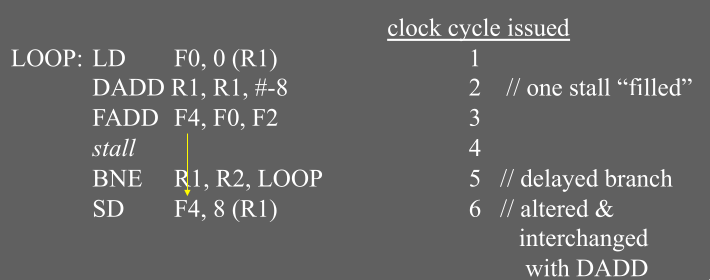 clock cycle issued
LOOP: LD F0, 0 (R1) 1
DADD R1, R1, #-8 2 // one stall “filled”
FADD F4, F0, F2 3
stall 4
BNE R1, R2, LOOP 5 // delayed branch
SD F4, 8 (R1) 6 // altered &
interchanged
with DADD